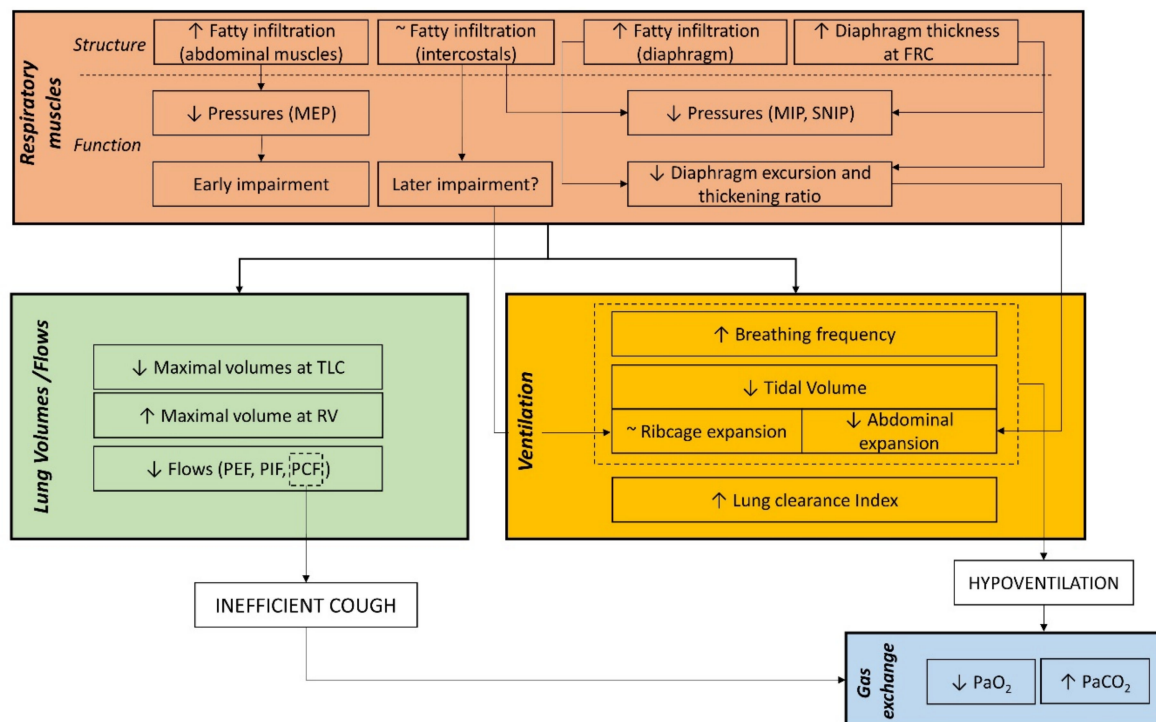 Respiratory
muscles
Structure
↑ Fatty infiltration
(abdominal muscles)
~ Fatty infiltration
(intercostals)
↑ Fatty infiltration
(diaphragm)
↑ Diaphragm thickness
at FRC
Function
↓ Pressures (MEP)
↓ Pressures (MIP, SNIP)
Early impairment
Later impairment?
↓ Diaphragm excursion and
thickening ratio
Lung Volumes /Flows
↓ Maximal volumes at TLC
↑ Maximal volume at RV
↓ Flows (PEF, PIF, PCF )
Ventilation
↑ Breathing frequency
↓ Tidal Volume
~ Ribcage expansion
↓ Abdominal
expansion
↑ Lung clearance Index
INEFFICIENT COUGH
HYPOVENTILATION
Gas
exchange
↓ PaO₂
↑ PaCO₂